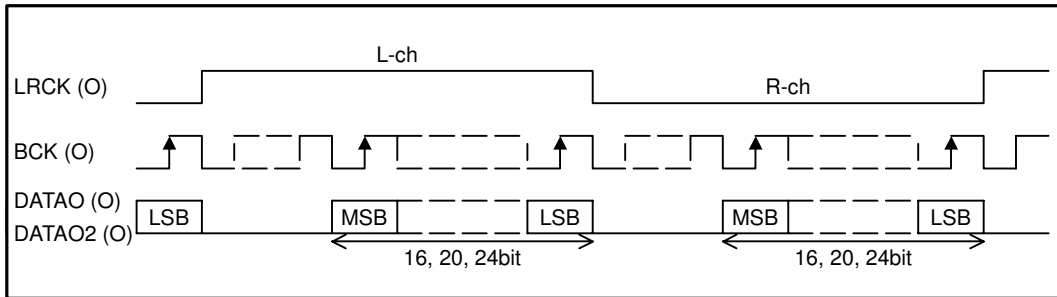 L-ch
LRCK (O)
R-ch
BCK (O)
DATAO (O)
LSB MSB LSB MSB LSB
DATAO2 (O)
16, 20, 24bit 16, 20, 24bit